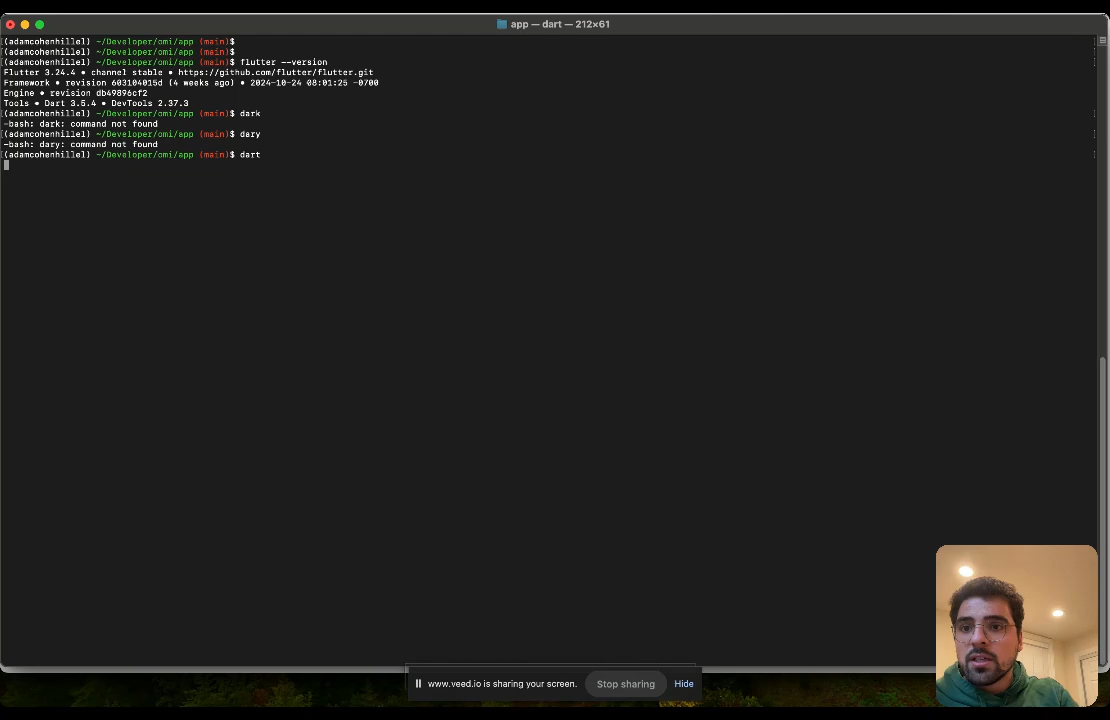 app — dart — 212×61
[(adamcohenhillel) ~/Developer/omi/app (main)$
[(adamcohenhillel) ~/Developer/omi/app (main)$
[(adamcohenhillel) ~/Developer/omi/app (main)$ flutter --version
Flutter 3.24.4 • channel stable • https://github.com/flutter/flutter.git
Framework • revision 603104015d (4 weeks ago) • 2024-10-24 08:01:25 -0700
Engine • revision db49896cf2
Tools • Dart 3.5.4 • DevTools 2.37.3
[(adamcohenhillel) ~/Developer/omi/app (main)$ dark
-bash: dark: command not found
[(adamcohenhillel) ~/Developer/omi/app (main)$ dary
-bash: dary: command not found
[(adamcohenhillel) ~/Developer/omi/app (main)$ dart
www.veed.io is sharing your screen.
Stop sharing
Hide